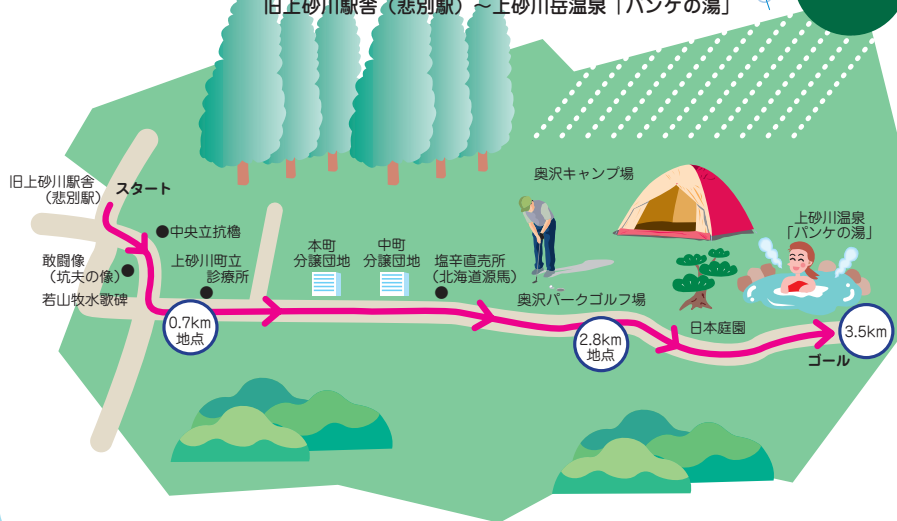 旧上砂川駅舎（悲別駅）～上砂川岳温泉「パンケの湯」
旧上砂川駅舎
（悲別駅）
スタート
中央立抗櫓
敢闘像
（坑夫の像）
若山牧水歌碑
上砂川町立
診療所
0.7km
地点
本町
分譲団地
中町
分譲団地
塩辛直売所
（北海道源馬）
奥沢キャンプ場
奥沢パークゴルフ場
2.8km
地点
日本庭園
上砂川温泉
「パンケの湯」
3.5km
ゴール